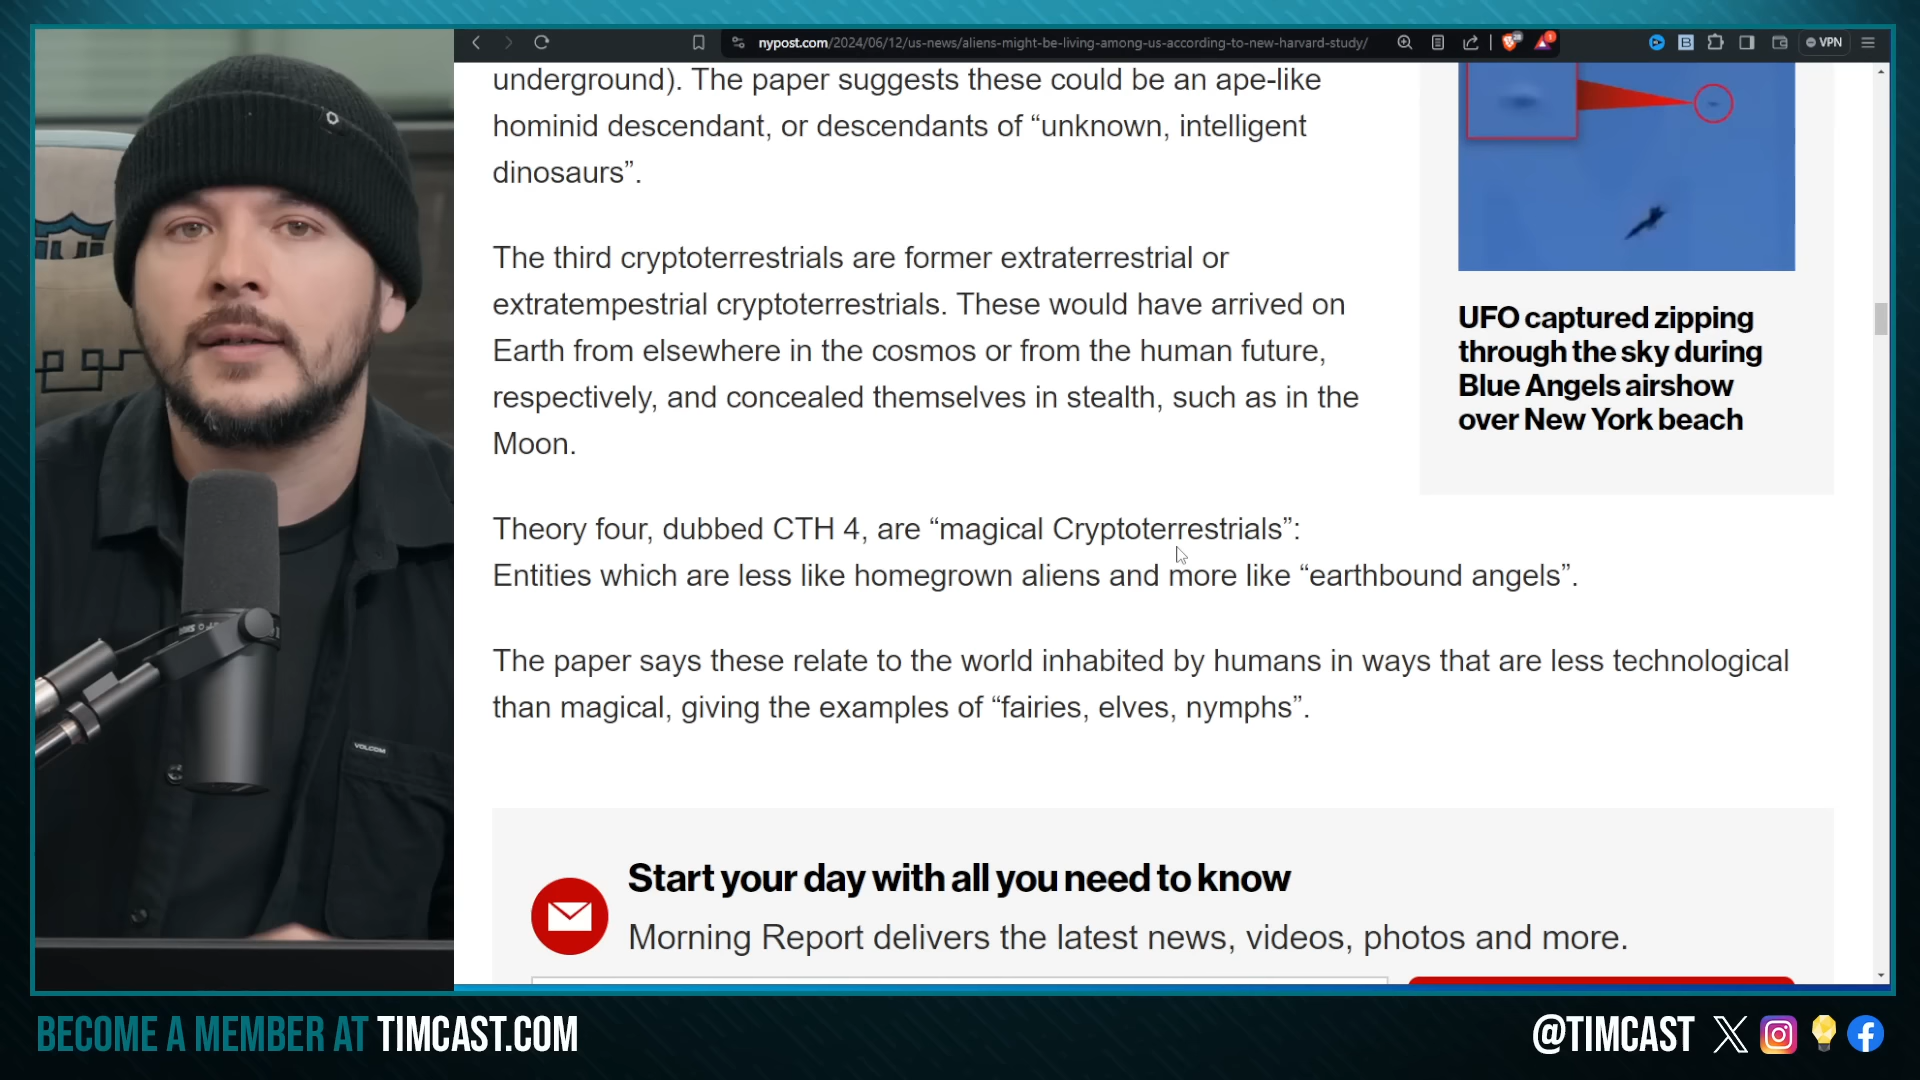 nypost.com/2024/06/12/us-news/aliens-might-be-living-among-us-according-to-new-harvard-study/
VPN
underground). The paper suggests these could be an ape-like
hominid descendant, or descendants of “unknown, intelligent
dinosaurs”.
The third cryptoterrestrials are former extraterrestrial or
extratempestrial cryptoterrestrials. These would have arrived on
Earth from elsewhere in the cosmos or from the human future,
respectively, and concealed themselves in stealth, such as in the
Moon.
Theory four, dubbed CTH 4, are “magical Cryptoterrestrials”:
Entities which are less like homegrown aliens and more like “earthbound angels”.
The paper says these relate to the world inhabited by humans in ways that are less technological
than magical, giving the examples of “fairies, elves, nymphs”.
UFO captured zipping
through the sky during
Blue Angels airshow
over New York beach
Start your day with all you need to know
Morning Report delivers the latest news, videos, photos and more.
VOLCOM
BECOME A MEMBER AT TIMCAST.COM
@TIMCAST